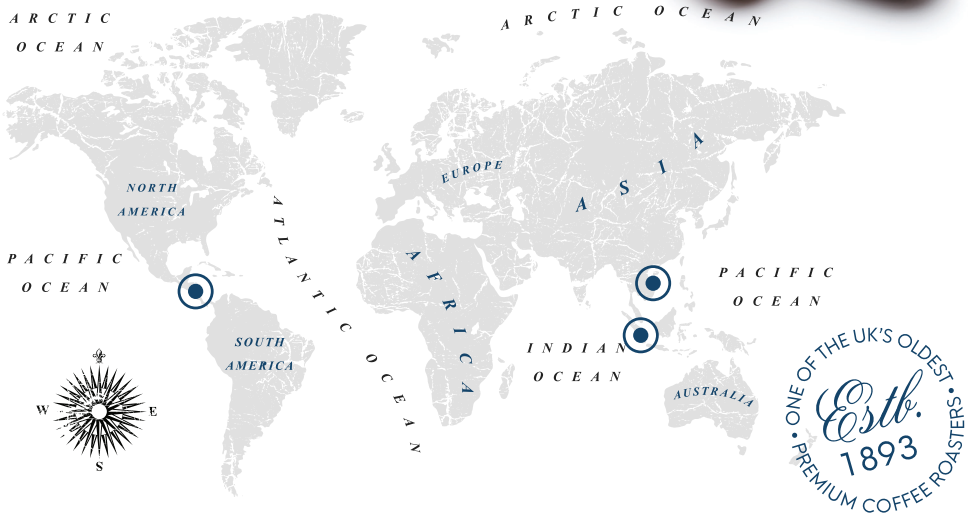 ARCTIC
OCEAN
ARCTIC OCEAN
EUROPE
ASIA
NORTH
AMERICA
ATLANTIC OCEAN
AFRICA
PACIFIC
OCEAN
PACIFIC
OCEAN
SOUTH
AMERICA
INDIAN
OCEAN
AUSTRALIA
W
E
S
• ONE OF THE UK'S OLDEST •
Estb.
1893
PREMIUM COFFEE ROASTERS